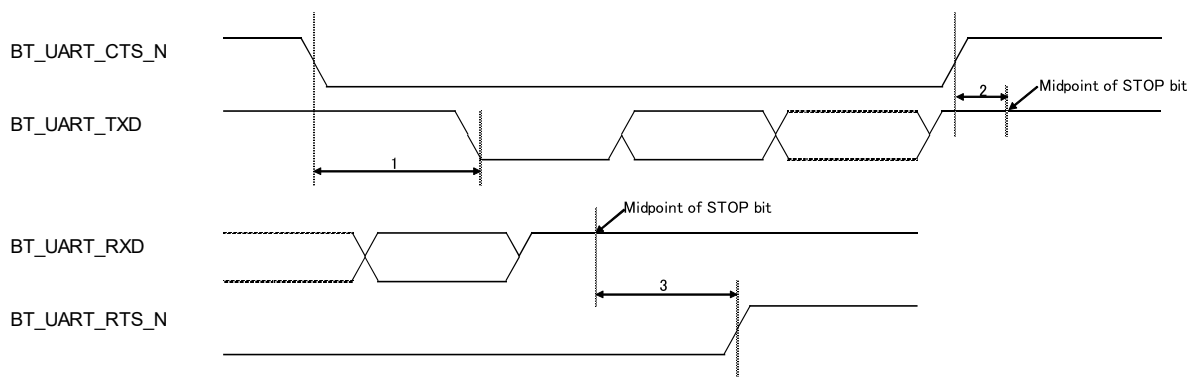 BT_UART_CTS_N
2
Midpoint of STOP bit
BT_UART_TXD
1
Midpoint of STOP bit
BT_UART_RXD
3
BT_UART_RTS_N